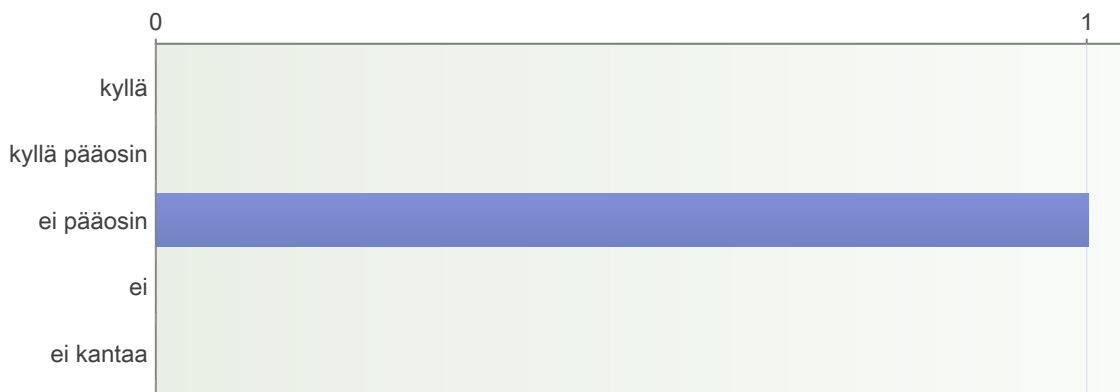 0 1
kyllä
kyllä pääosin
ei pääosin
ei
ei kantaa